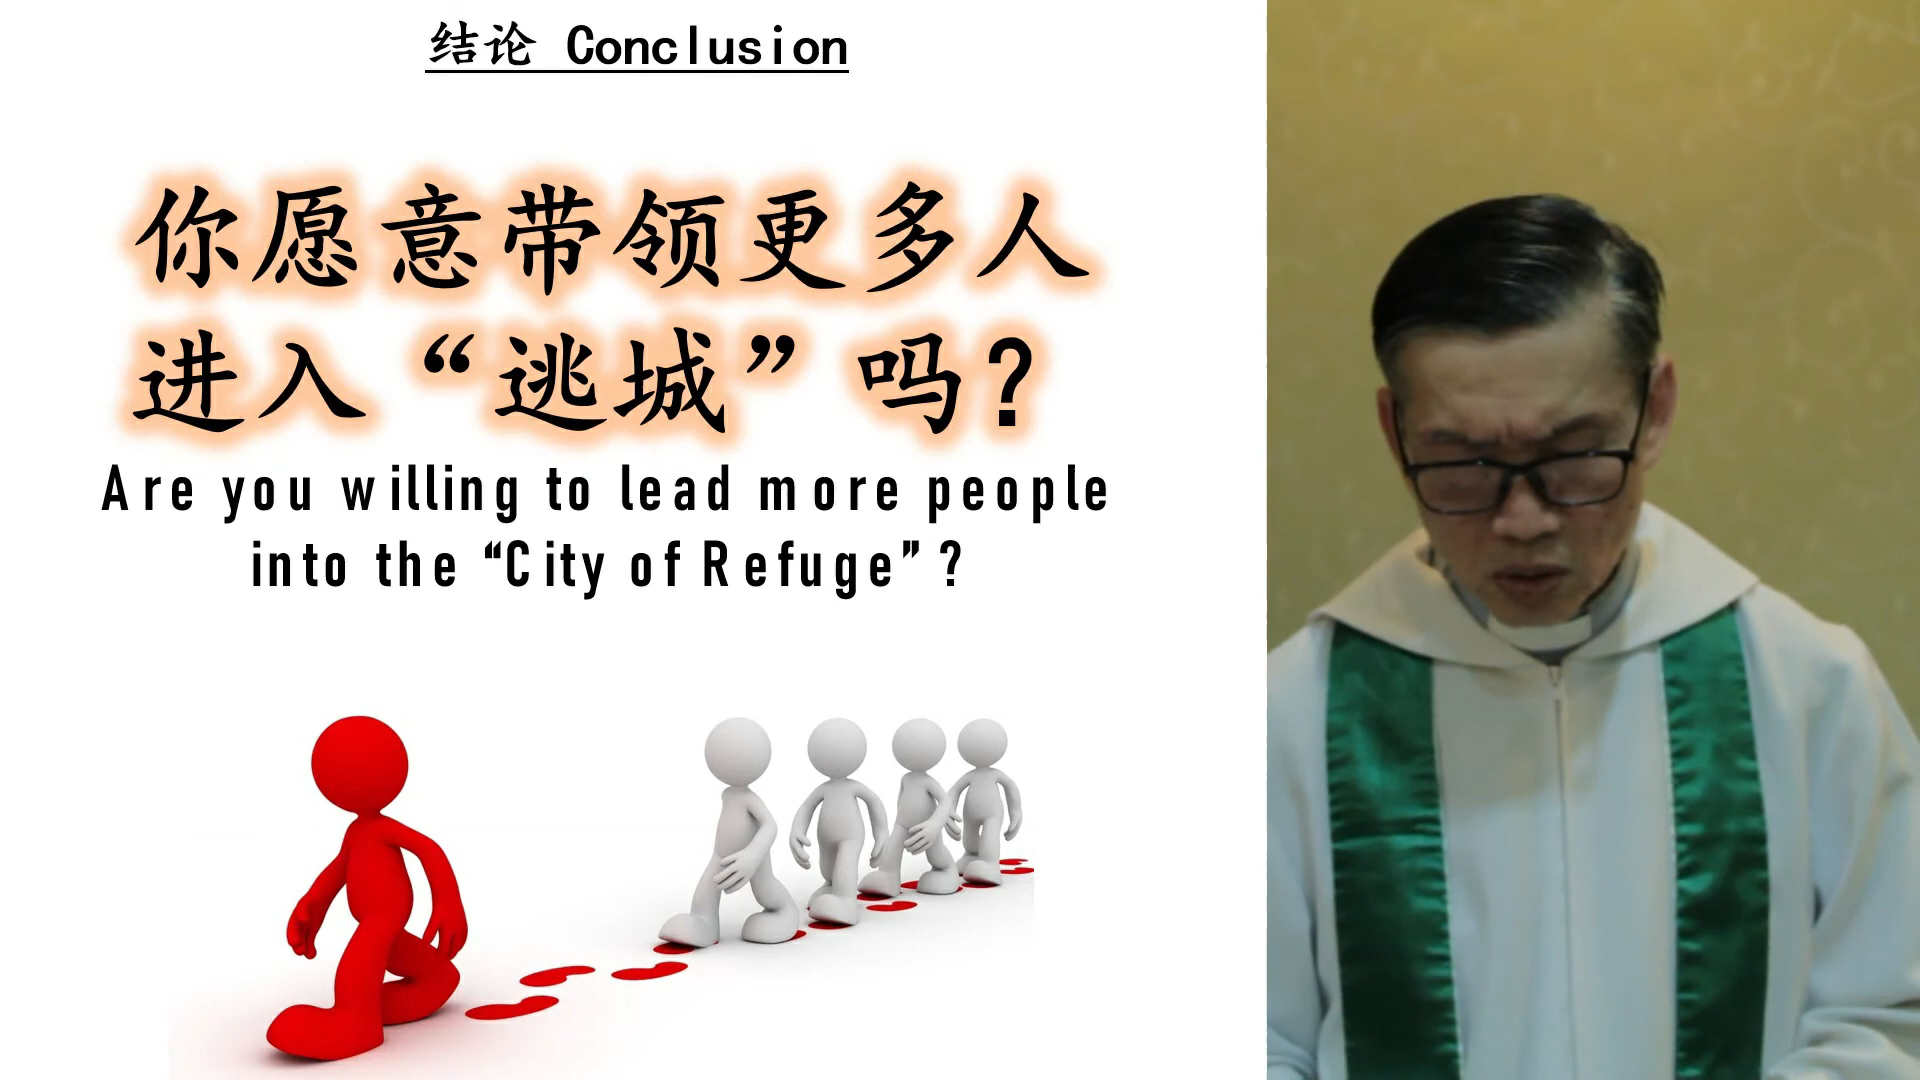 结论 Conclusion
你愿意带领更多人
进入“逃城”吗?
Are you willing to lead more people
into the “City of Refuge”?